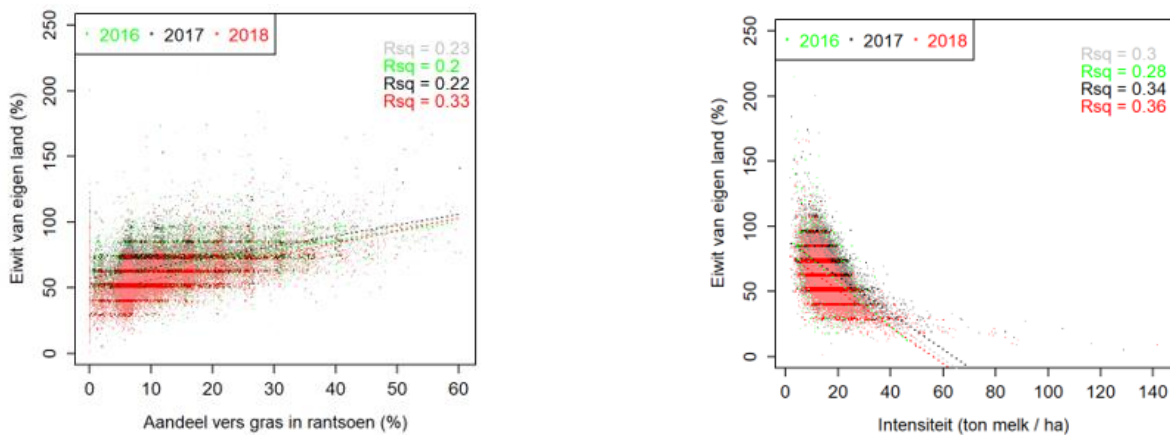 2016 2017 2018
Rsq = 0.23
Rsq = 0.2
Rsq = 0.22
Rsq = 0.33
Eiwit van eigen land (%)
250
200
150
100
50
0
0 10 20 30 40 50 60
Aandeel vers gras in rantsoen (%)
2016 2017 2018
Rsq = 0.3
Rsq = 0.28
Rsq = 0.34
Rsq = 0.36
Eiwit van eigen land (%)
250
200
150
100
50
0
0 20 40 60 80 100 120 140
Intensiteit (ton melk / ha)